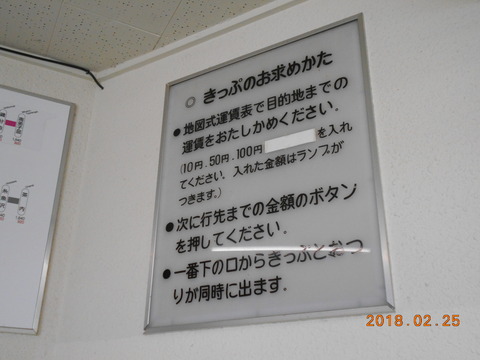 ○ きっぷのお求めかた
●地図式運賃表で目的地までの
運賃をおたしかめください。
(10円.50円.100円 を入れ
てください. 入れた金額はランプが
つきます。)
●次に行先までの金額のボタン
を押してください。
●一番下の口からきっぷとおつ
りが同時に出ます。
2018.02.25